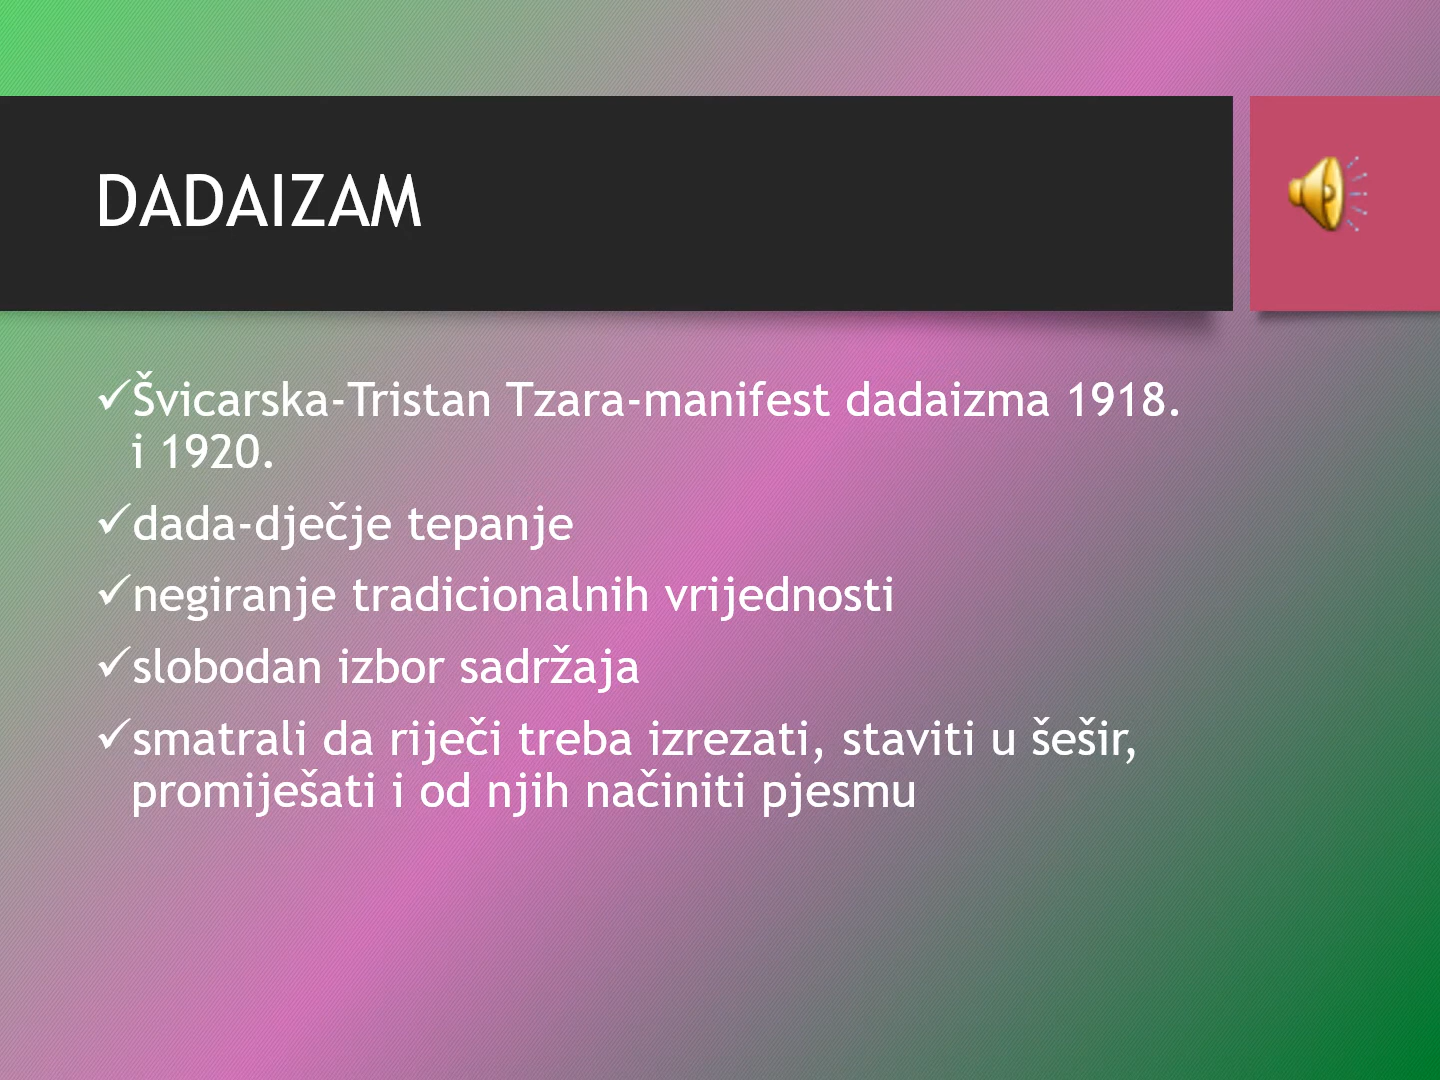 DADAIZAM
✓Švicarska-Tristan Tzara-manifest dadaizma 1918.
i 1920.
✓dada-dječje tepanje
✓negiranje tradicionalnih vrijednosti
✓slobodan izbor sadržaja
✓smatrali da riječi treba izrezati, staviti u šešir,
promiješati i od njih načiniti pjesmu